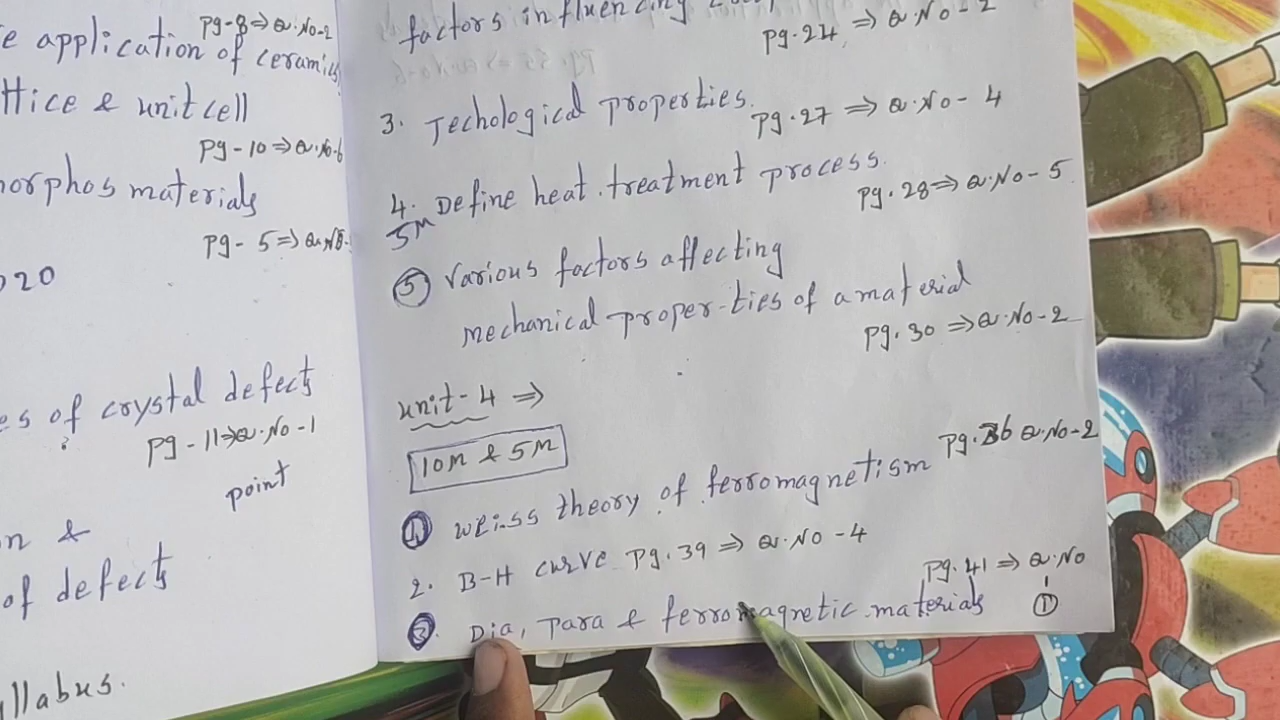 pg-8⇒Q.No-2
e application of ceramics
ttice & unit cell
pg-10⇒Q.No-6
morphos materials
pg-5⇒Q.No-
020
es of crystal defects
pg-11⇒Q.No-1
point
n &
of defects
llabus.
factors influencing
pg.24 ⇒ Q.No-2
3. Techological properties.
pg.27 ⇒ Q.No-4
4. Define heat.treatment process.
5M
pg.28⇒Q.No-5
5 Various factors affecting
mechanical proper-ties of a material
pg.30 ⇒Q.No-2
unit-4 ⇒
10M & 5M
1 weiss theory of ferromagnetism pg.36 Q.No-2
2. B-H curve pg.39 ⇒ Q.No-4
pg.41 ⇒ Q.No
3. Dia, Para & ferromagnetic.materials 1